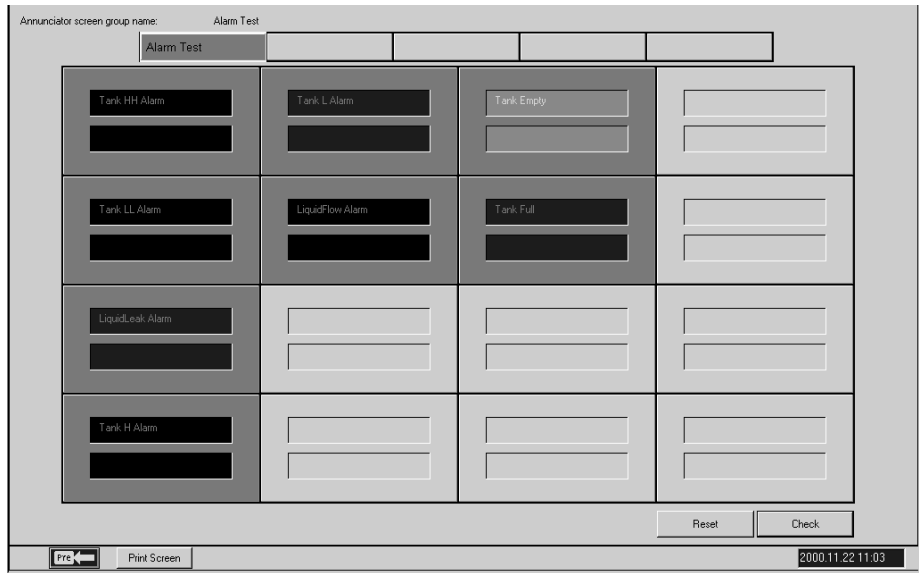 Annunciator screen group name: Alarm Test
Alarm Test
Tank HH Alarm Tank L Alarm Tank Empty
Tank LL Alarm LiquidFlow Alarm Tank Full
LiquidLeak Alarm
Tank H Alarm
Reset Check
Pre Print Screen 2000.11.22 11:03